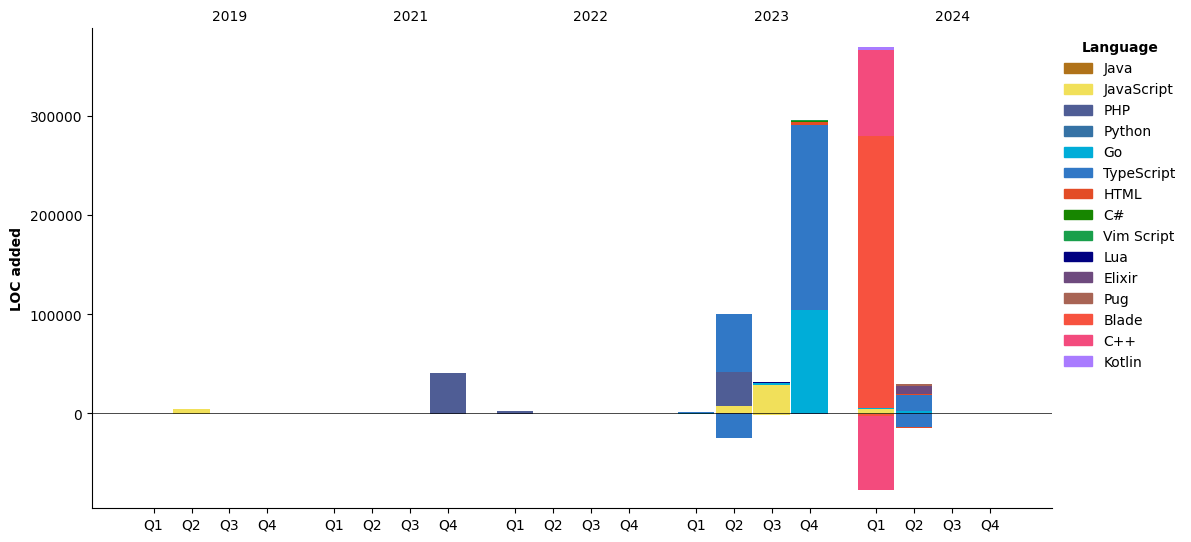 2019 2021 2022 2023 2024
Language
Java
JavaScript
PHP
Python
Go
TypeScript
HTML
C#
Vim Script
Lua
Elixir
Pug
Blade
C++
Kotlin
LOC added
300000
200000
100000
0
Q1 Q2 Q3 Q4 Q1 Q2 Q3 Q4 Q1 Q2 Q3 Q4 Q1 Q2 Q3 Q4 Q1 Q2 Q3 Q4